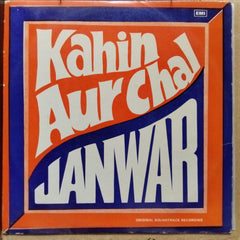 EMI
Kahin
Aur Chal
JANWAR
ORIGINAL SOUNDTRACK RECORDING